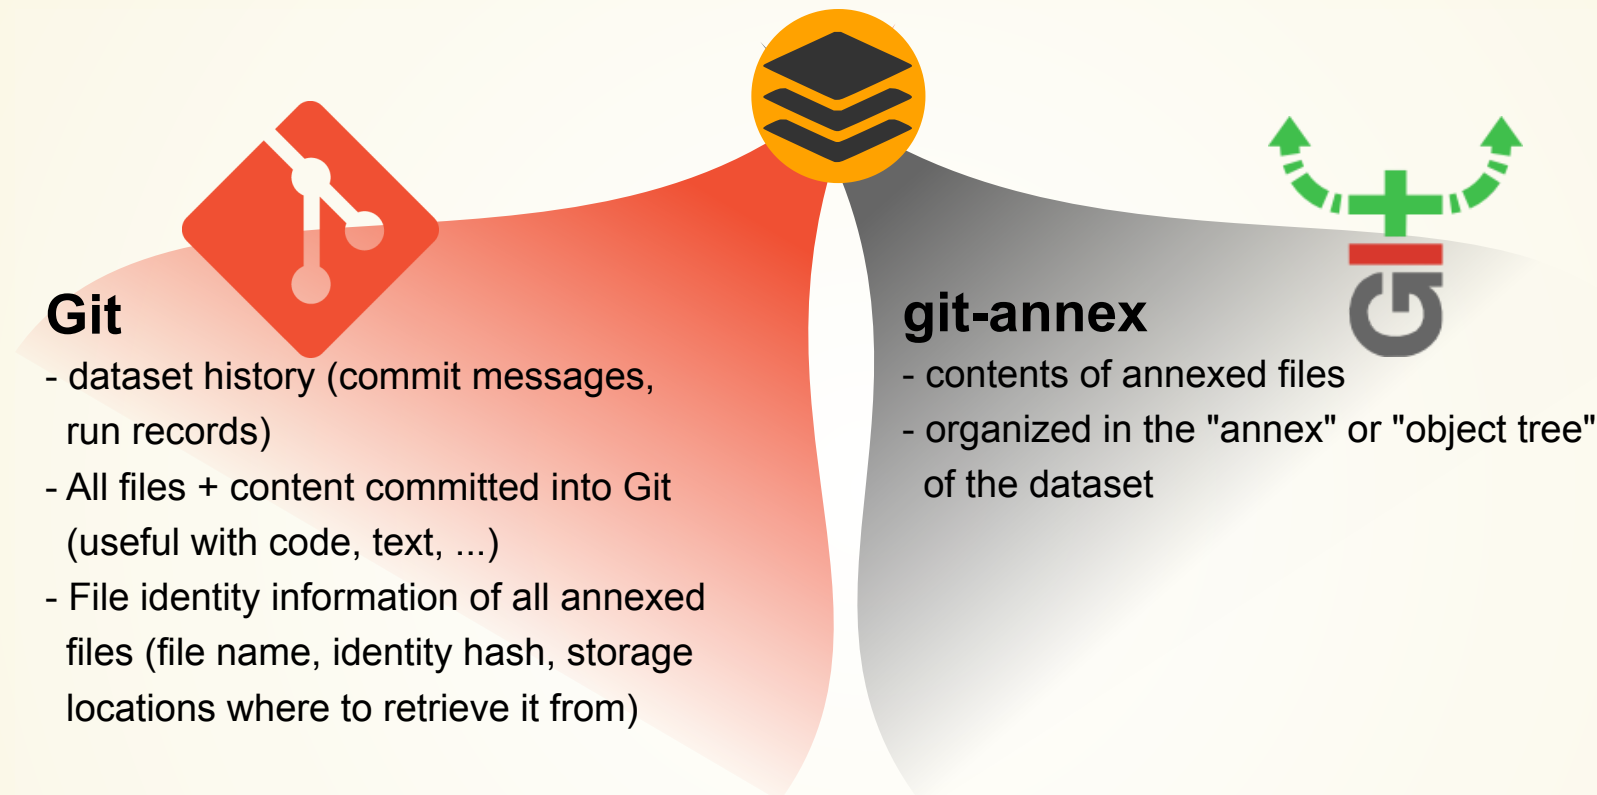 Git
- dataset history (commit messages,
run records)
- All files + content committed into Git
(useful with code, text, ...)
- File identity information of all annexed
files (file name, identity hash, storage
locations where to retrieve it from)
git-annex
- contents of annexed files
- organized in the "annex" or "object tree"
of the dataset
GIt